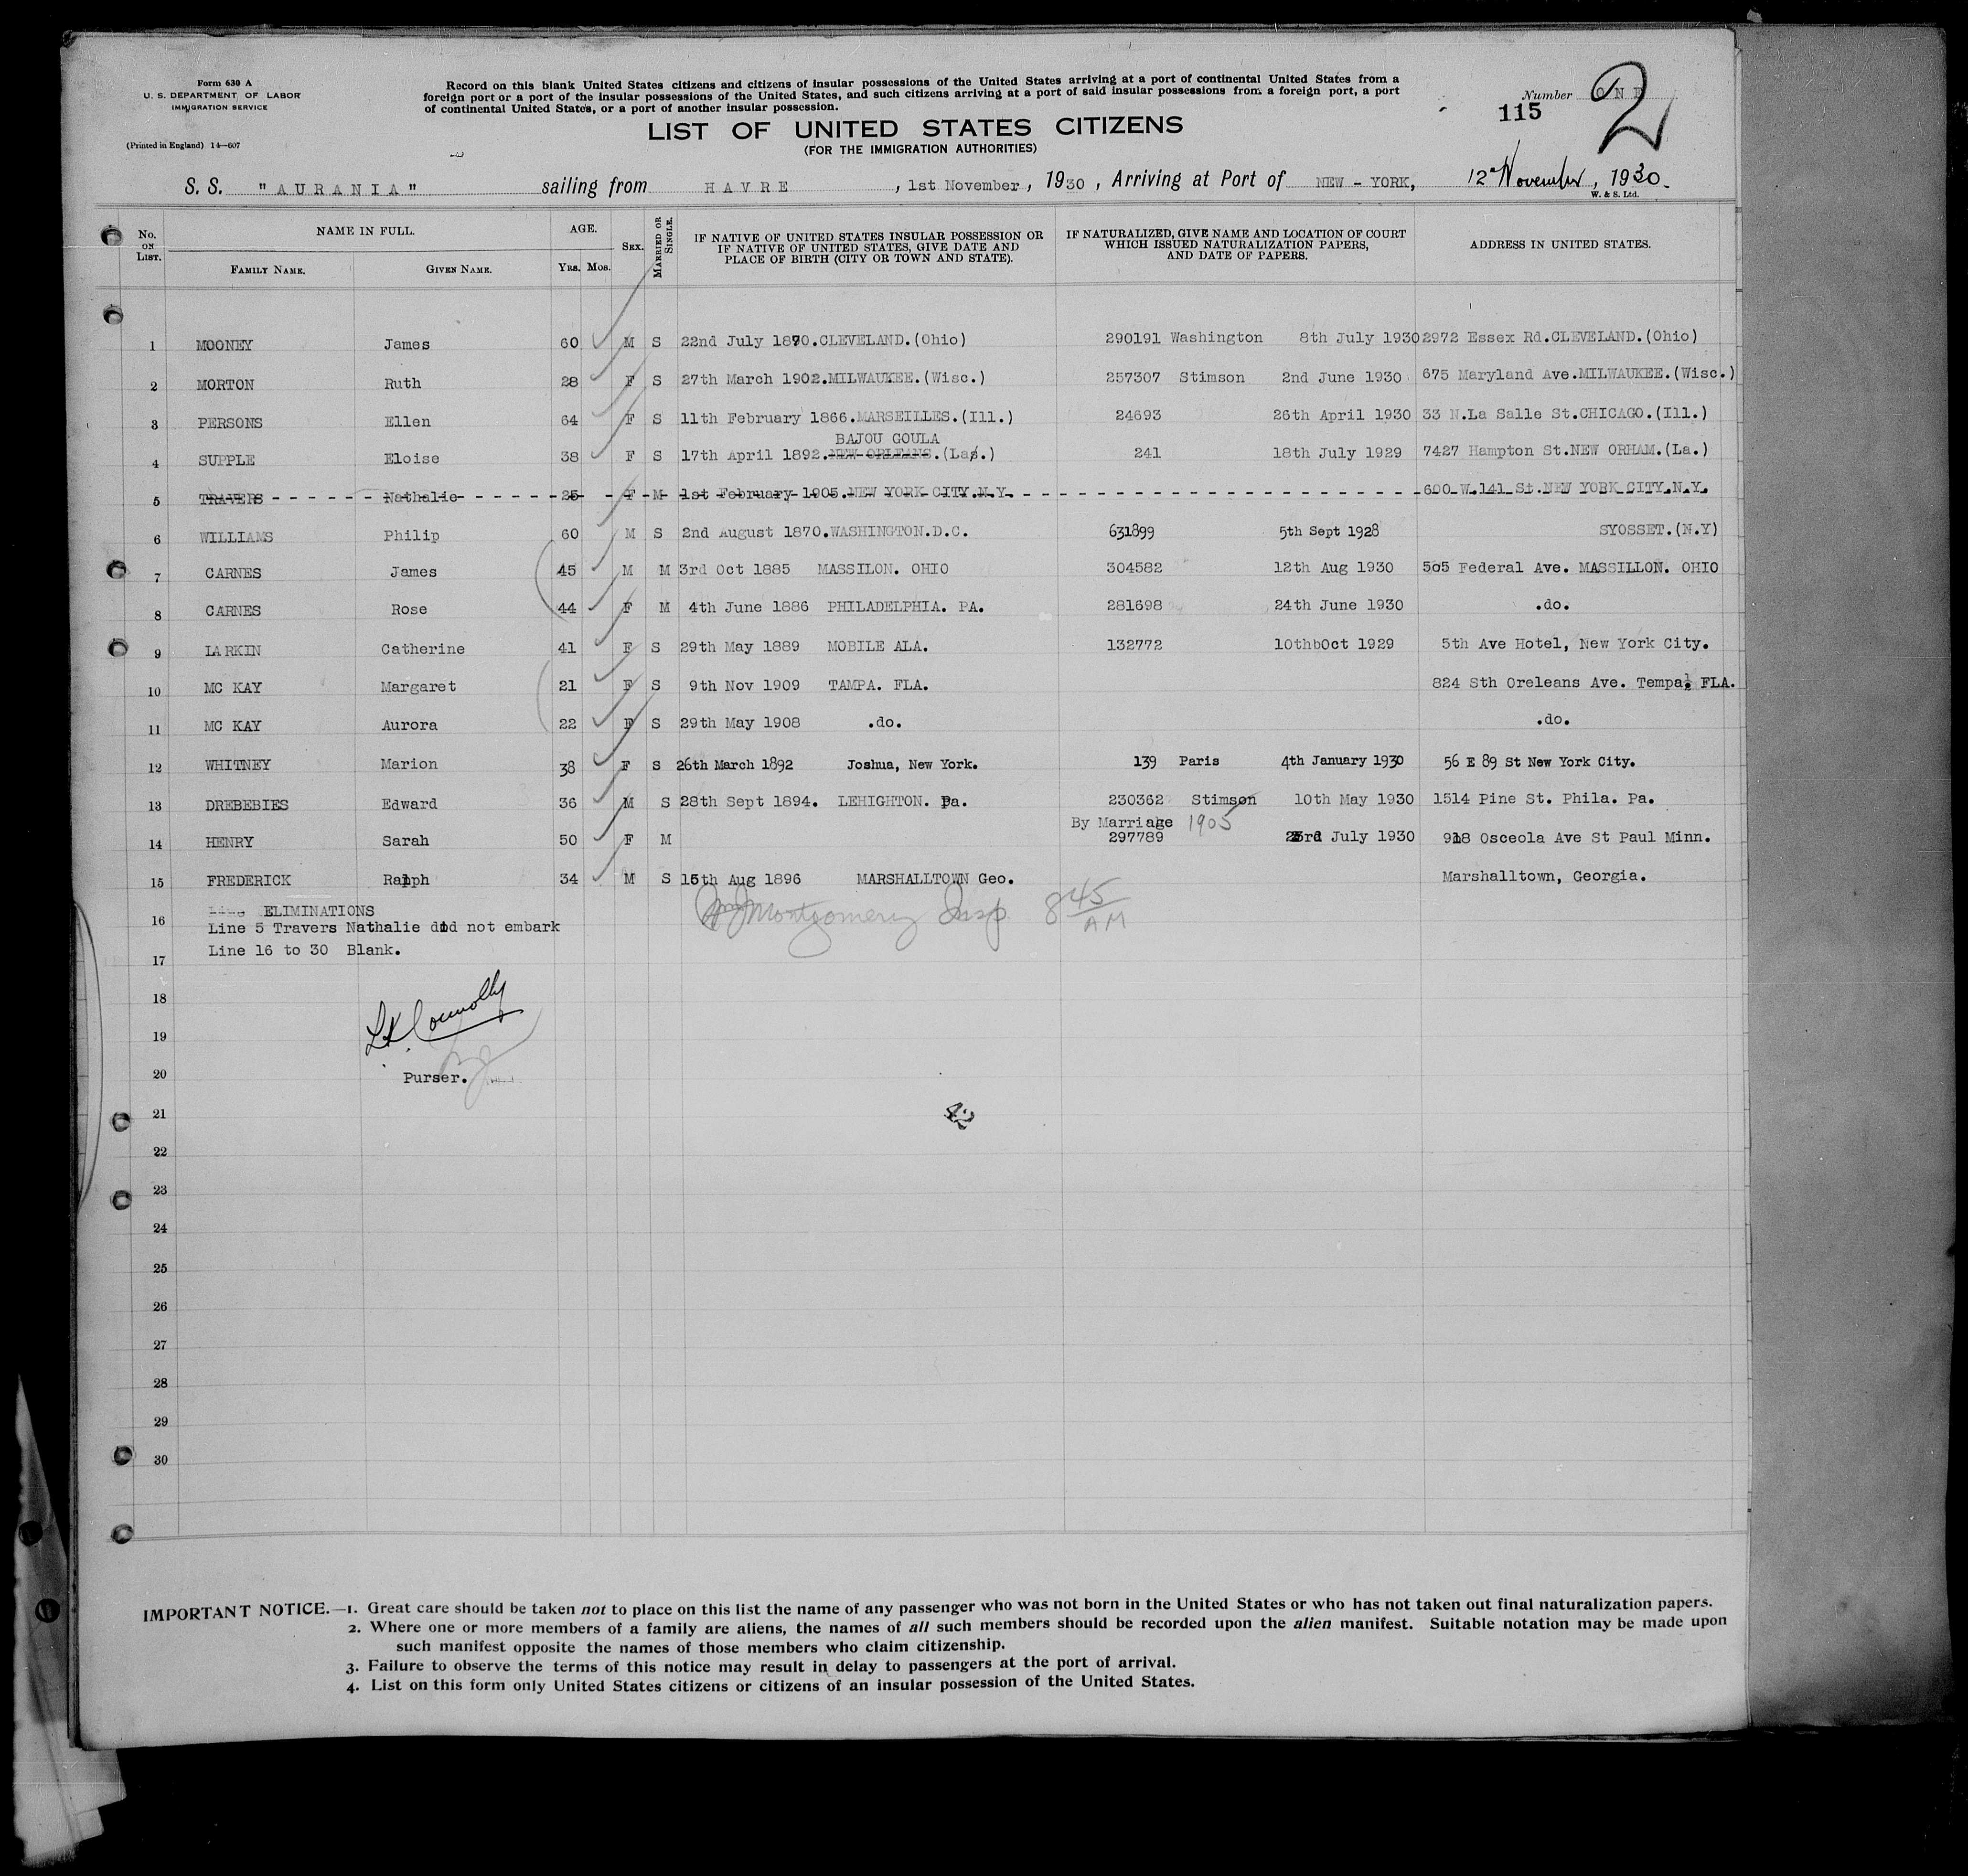 Form 630 A
U. S. DEPARTMENT OF LABOR
IMMIGRATION SERVICE
(Printed in England) 14—607
Record on this blank United States citizens and citizens of insular possessions of the United States arriving at a port of continental United States from a
foreign port or a port of the insular possessions of the United States, and such citizens arriving at a port of said insular possessions from a foreign port, a port
of continental United States, or a port of another insular possession.
Number ONE
2
115
LIST OF UNITED STATES CITIZENS
(FOR THE IMMIGRATION AUTHORITIES)
S. S. "AURANIA" sailing from HAVRE, 1st November, 1930, Arriving at Port of NEW - YORK, 12 November, 1930.
W. & S. Ltd.
No. ON LIST. NAME IN FULL. FAMILY NAME. GIVEN NAME. AGE. YRS. MOS. SEX. MARRIED OR SINGLE. IF NATIVE OF UNITED STATES INSULAR POSSESSION OR IF NATIVE OF UNITED STATES, GIVE DATE AND PLACE OF BIRTH (CITY OR TOWN AND STATE). IF NATURALIZED, GIVE NAME AND LOCATION OF COURT WHICH ISSUED NATURALIZATION PAPERS, AND DATE OF PAPERS. ADDRESS IN UNITED STATES.
1 MOONEY James 60 M S 22nd July 1870.CLEVELAND.(Ohio) 290191 Washington 8th July 1930 2972 Essex Rd.CLEVELAND.(Ohio)
2 MORTON Ruth 28 F S 27th March 1902.MILWAUKEE.(Wisc.) 257307 Stimson 2nd June 1930 675 Maryland Ave.MILWAUKEE.(Wisc.)
3 PERSONS Ellen 64 F S 11th February 1866.MARSEILLES.(Ill.) 24693 26th April 1930 33 N.La Salle St.CHICAGO.(Ill.)
BAJOU GOULA
4 SUPPLE Eloise 38 F S 17th April 1892.NEW ORLEANS.(Las.) 241 18th July 1929 7427 Hampton St.NEW ORHAM.(La.)
5 TRAVERS Nathalie 25 F M 1st February 1905.NEW YORK CITY.N.Y. 600 W.141 St.NEW YORK CITY.N.Y.
6 WILLIAMS Philip 60 M S 2nd August 1870.WASHINGTON.D.C. 631899 5th Sept 1928 SYOSSET.(N.Y)
7 CARNES James 45 M M 3rd Oct 1885 MASSILON. OHIO 304582 12th Aug 1930 505 Federal Ave. MASSILLON. OHIO
8 CARNES Rose 44 F M 4th June 1886 PHILADELPHIA. PA. 281698 24th June 1930 .do.
9 LARKIN Catherine 41 F S 29th May 1889 MOBILE ALA. 132772 10thbOct 1929 5th Ave Hotel, New York City.
10 MC KAY Margaret 21 F S 9th Nov 1909 TAMPA. FLA. 824 Sth Oreleans Ave. Tempa. FLA.
11 MC KAY Aurora 22 F S 29th May 1908 .do. .do.
12 WHITNEY Marion 38 F S 26th March 1892 Joshua, New York. 139 Paris 4th January 1930 56 E 89 St New York City.
13 DREBEBIES Edward 36 M S 28th Sept 1894. LEHIGHTON. Pa. 230362 Stimson 10th May 1930 1514 Pine St. Phila. Pa.
By Marriage 1905
14 HENRY Sarah 50 F M 297789 23rd July 1930 918 Osceola Ave St Paul Minn.
15 FREDERICK Ralph 34 M S 15th Aug 1896 MARSHALLTOWN Geo. Marshalltown, Georgia.
Line ELIMINATIONS
16 Line 5 Travers Nathalie did not embark
Montgomery Insp 8 45 AM
Line 16 to 30 Blank.
17
18
L.K. Connolly
19
20 Purser.
21
22
23
24
25
26
27
28
29
30
IMPORTANT NOTICE.—1. Great care should be taken not to place on this list the name of any passenger who was not born in the United States or who has not taken out final naturalization papers.
2. Where one or more members of a family are aliens, the names of all such members should be recorded upon the alien manifest. Suitable notation may be made upon
such manifest opposite the names of those members who claim citizenship.
3. Failure to observe the terms of this notice may result in delay to passengers at the port of arrival.
4. List on this form only United States citizens or citizens of an insular possession of the United States.